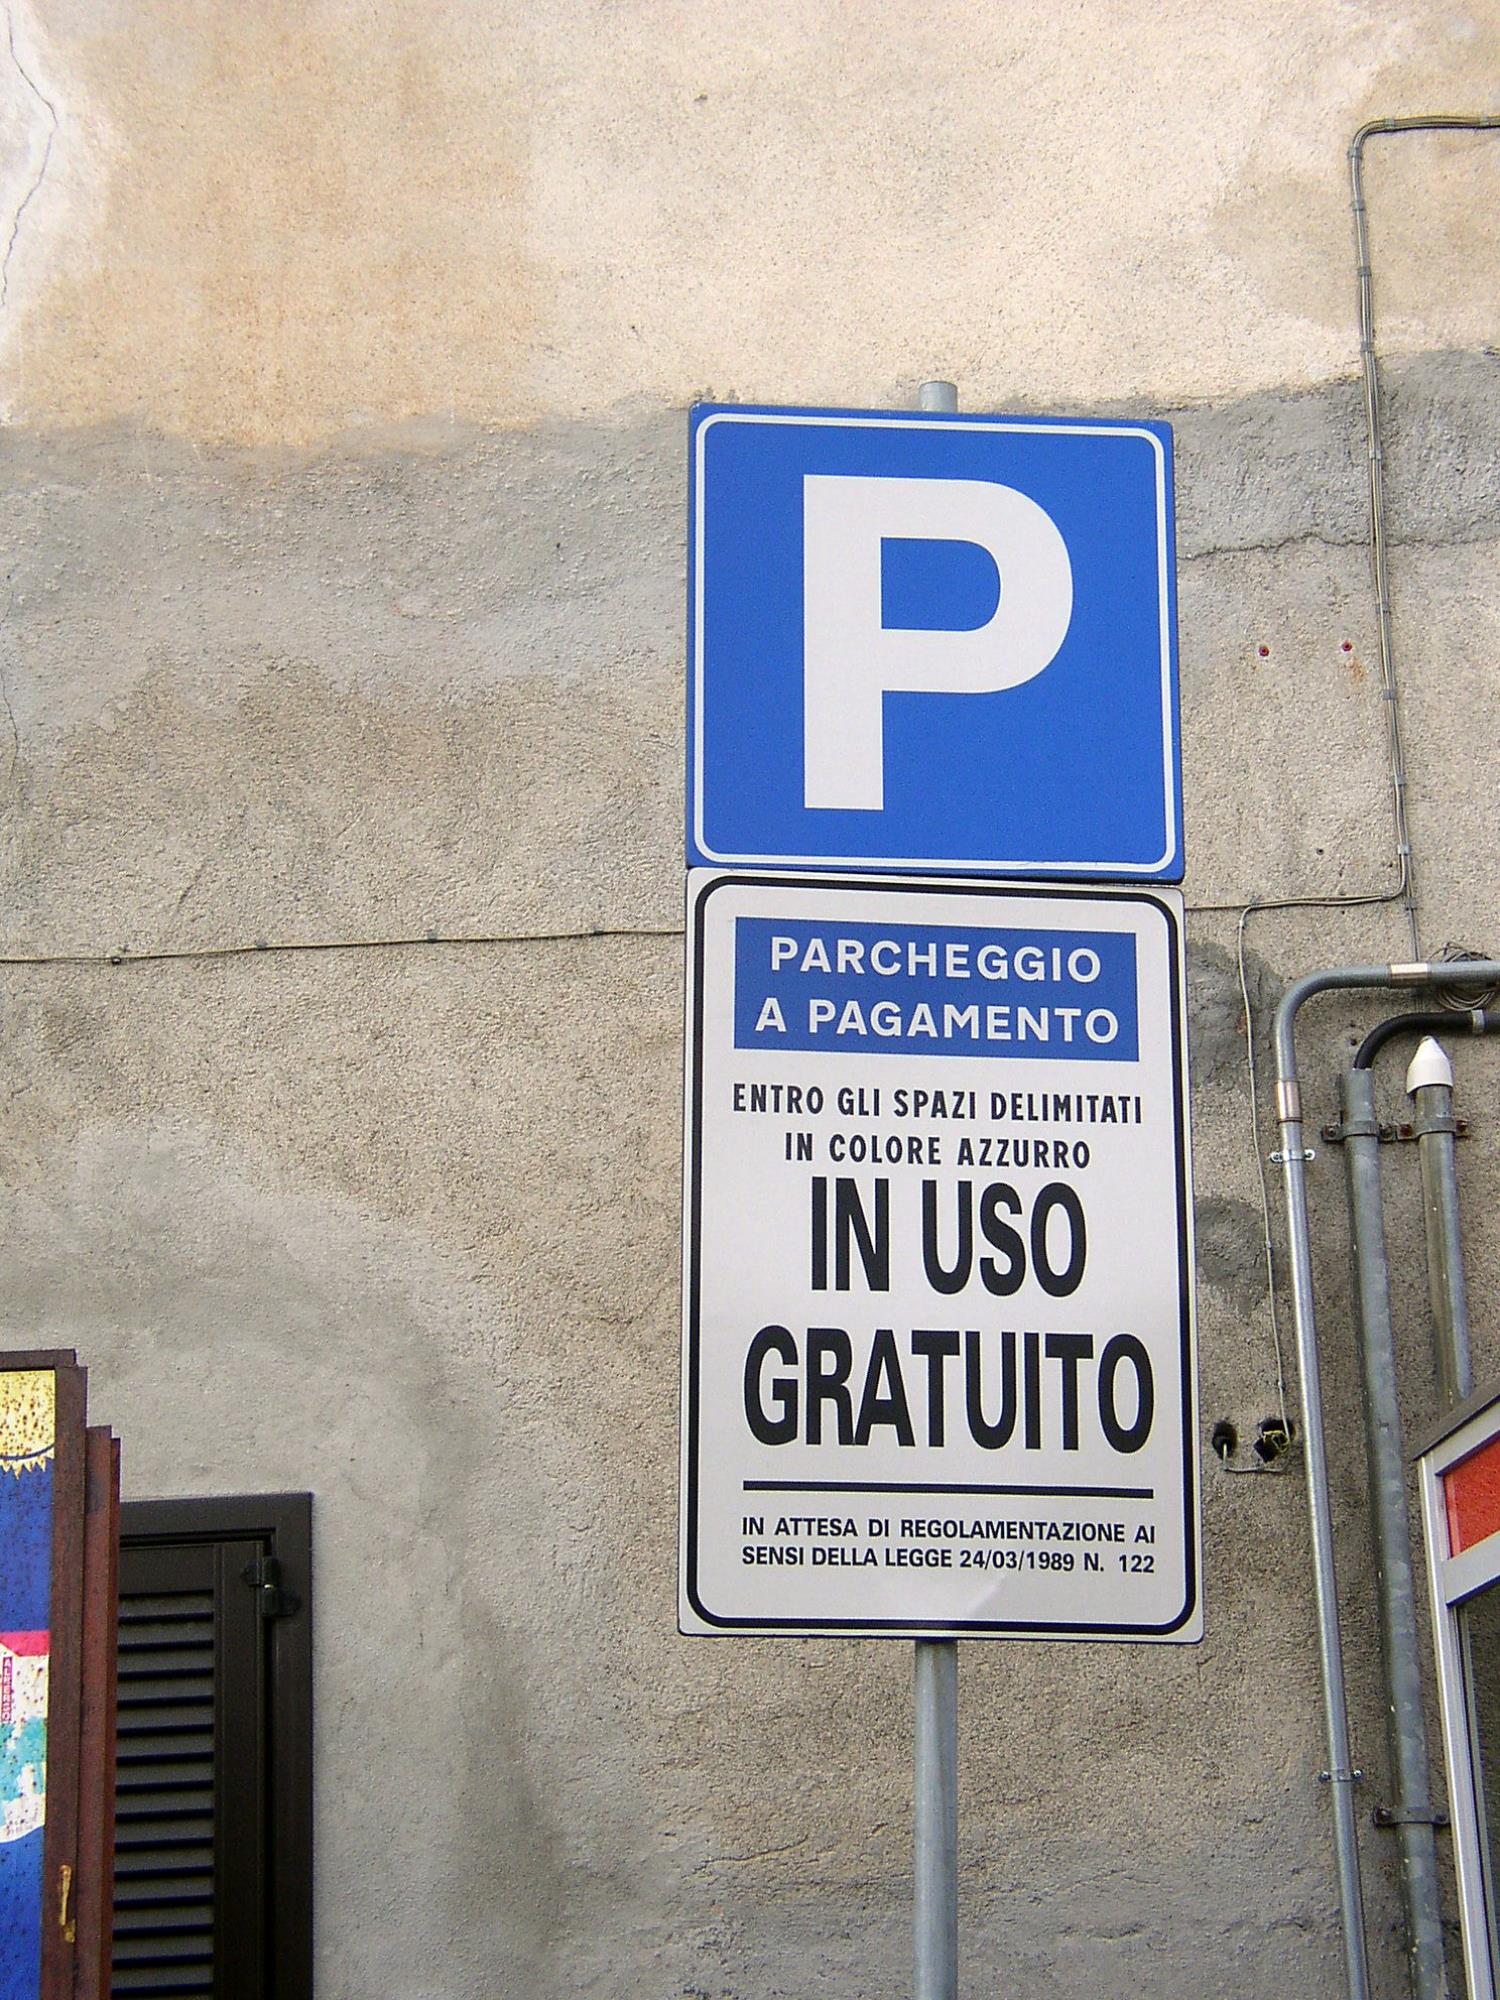 P
PARCHEGGIO
A PAGAMENTO
ENTRO GLI SPAZI DELIMITATI
IN COLORE AZZURRO
IN USO
GRATUITO
IN ATTESA DI REGOLAMENTAZIONE AI
SENSI DELLA LEGGE 24/03/1989 N. 122